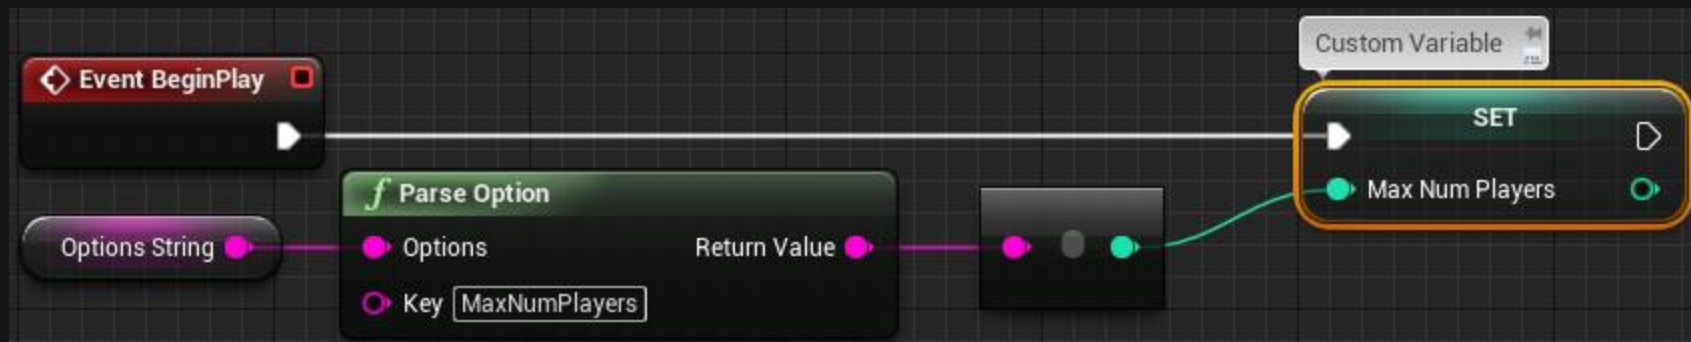 Custom Variable
Event BeginPlay
SET
Parse Option
Max Num Players
Options String
Options
Return Value
Key MaxNumPlayers